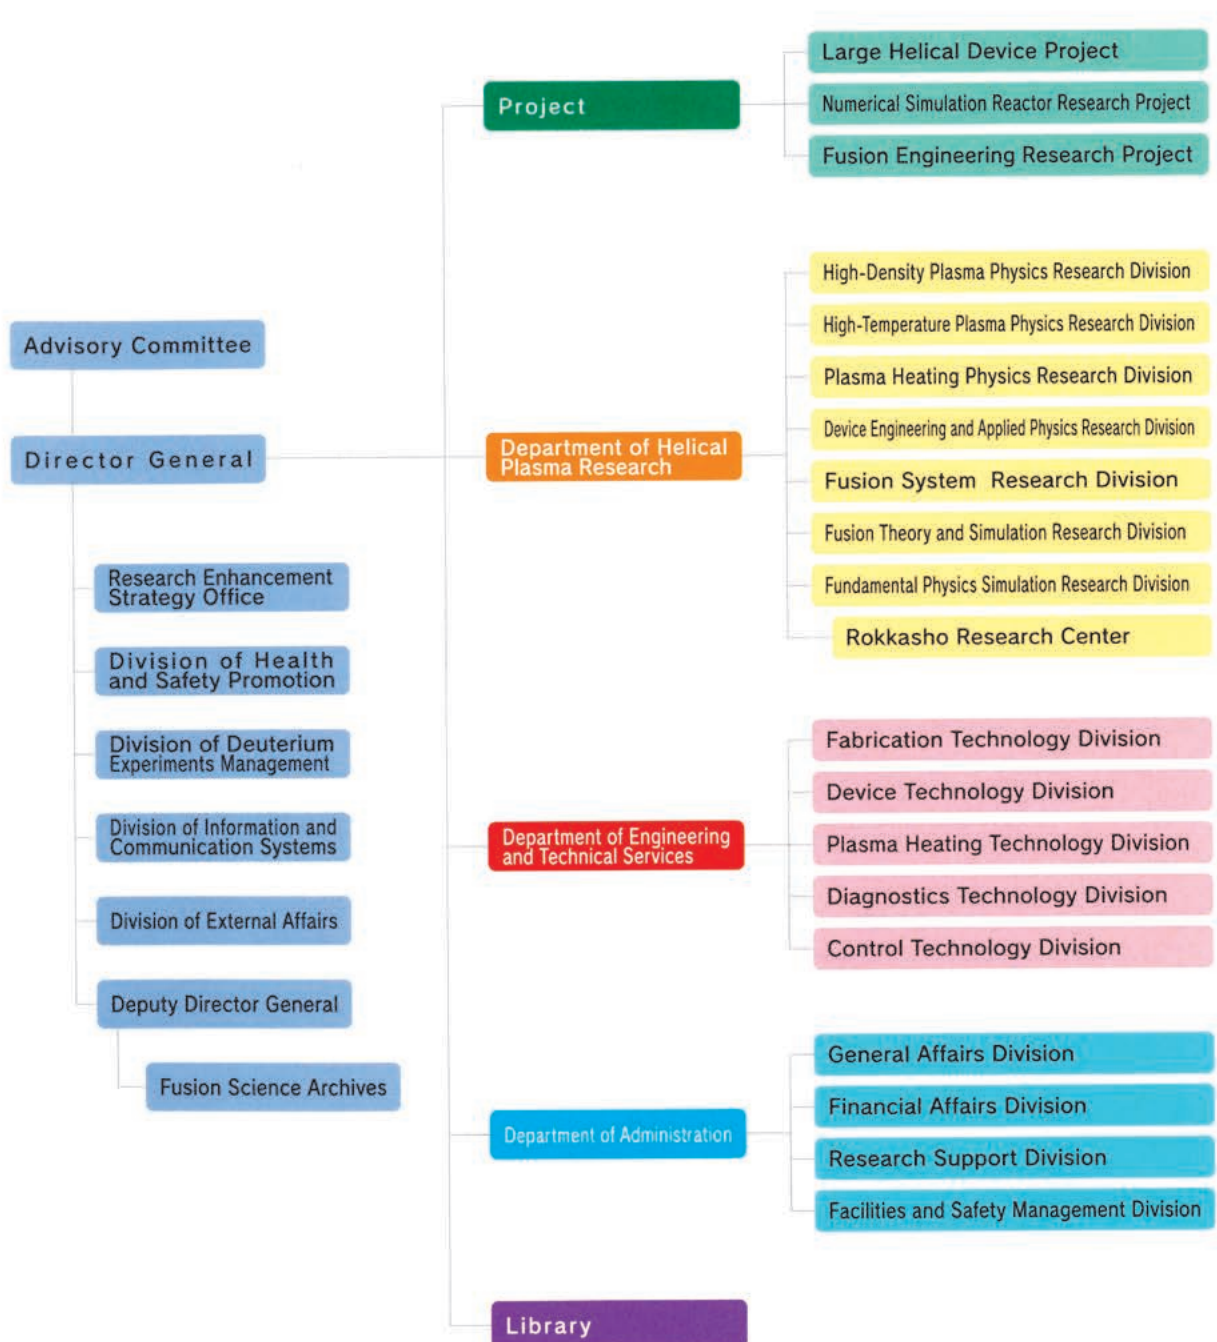 Advisory Committee
Director General
Research Enhancement
Strategy Office
Division of Health
and Safety Promotion
Division of Deuterium
Experiments Management
Division of Information and
Communication Systems
Division of External Affairs
Deputy Director General
Fusion Science Archives
Project
Large Helical Device Project
Numerical Simulation Reactor Research Project
Fusion Engineering Research Project
Department of Helical
Plasma Research
High-Density Plasma Physics Research Division
High-Temperature Plasma Physics Research Division
Plasma Heating Physics Research Division
Device Engineering and Applied Physics Research Division
Fusion System Research Division
Fusion Theory and Simulation Research Division
Fundamental Physics Simulation Research Division
Rokkasho Research Center
Department of Engineering
and Technical Services
Fabrication Technology Division
Device Technology Division
Plasma Heating Technology Division
Diagnostics Technology Division
Control Technology Division
Department of Administration
General Affairs Division
Financial Affairs Division
Research Support Division
Facilities and Safety Management Division
Library